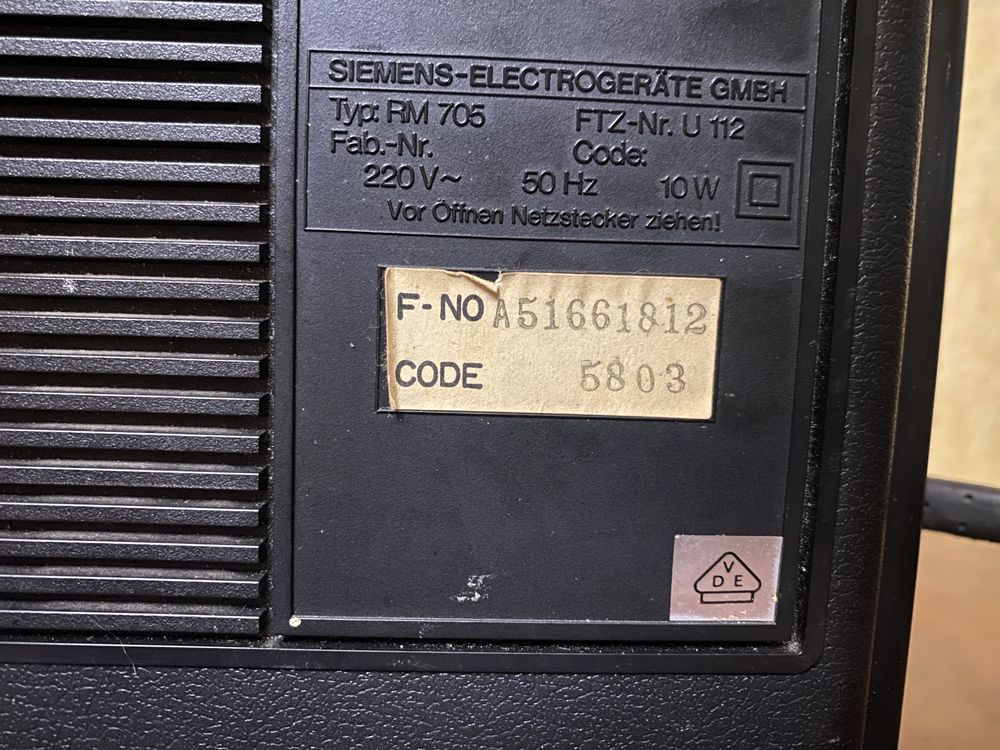 SIEMENS-ELECTROGERÄTE GMBH
Typ: RM 705 FTZ-Nr. U 112
Fab.-Nr. Code:
220 V~ 50 Hz 10 W
Vor Öffnen Netzstecker ziehen!
F-NO A51661812
CODE 5803
VDE